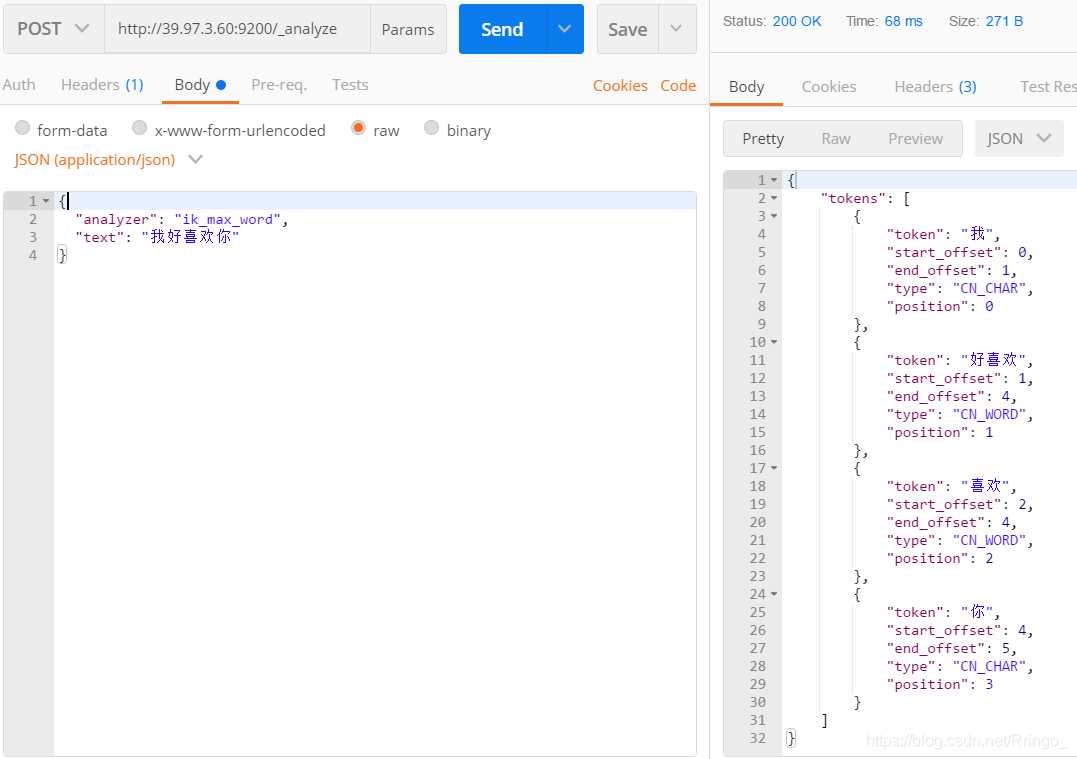 POST http://39.97.3.60:9200/_analyze Params Send Save
Auth Headers (1) Body Pre-req. Tests Cookies Code
form-data x-www-form-urlencoded raw binary
JSON (application/json)
1 {
2 "analyzer": "ik_max_word",
3 "text": "我好喜欢你"
4 }
Status: 200 OK Time: 68 ms Size: 271 B
Body Cookies Headers (3) Test Res
Pretty Raw Preview JSON
1 {
2 "tokens": [
3 {
4 "token": "我",
5 "start_offset": 0,
6 "end_offset": 1,
7 "type": "CN_CHAR",
8 "position": 0
9 },
10 {
11 "token": "好喜欢",
12 "start_offset": 1,
13 "end_offset": 4,
14 "type": "CN_WORD",
15 "position": 1
16 },
17 {
18 "token": "喜欢",
19 "start_offset": 2,
20 "end_offset": 4,
21 "type": "CN_WORD",
22 "position": 2
23 },
24 {
25 "token": "你",
26 "start_offset": 4,
27 "end_offset": 5,
28 "type": "CN_CHAR",
29 "position": 3
30 }
31 ]
32 }
https://blog.csdn.net/Rringo_